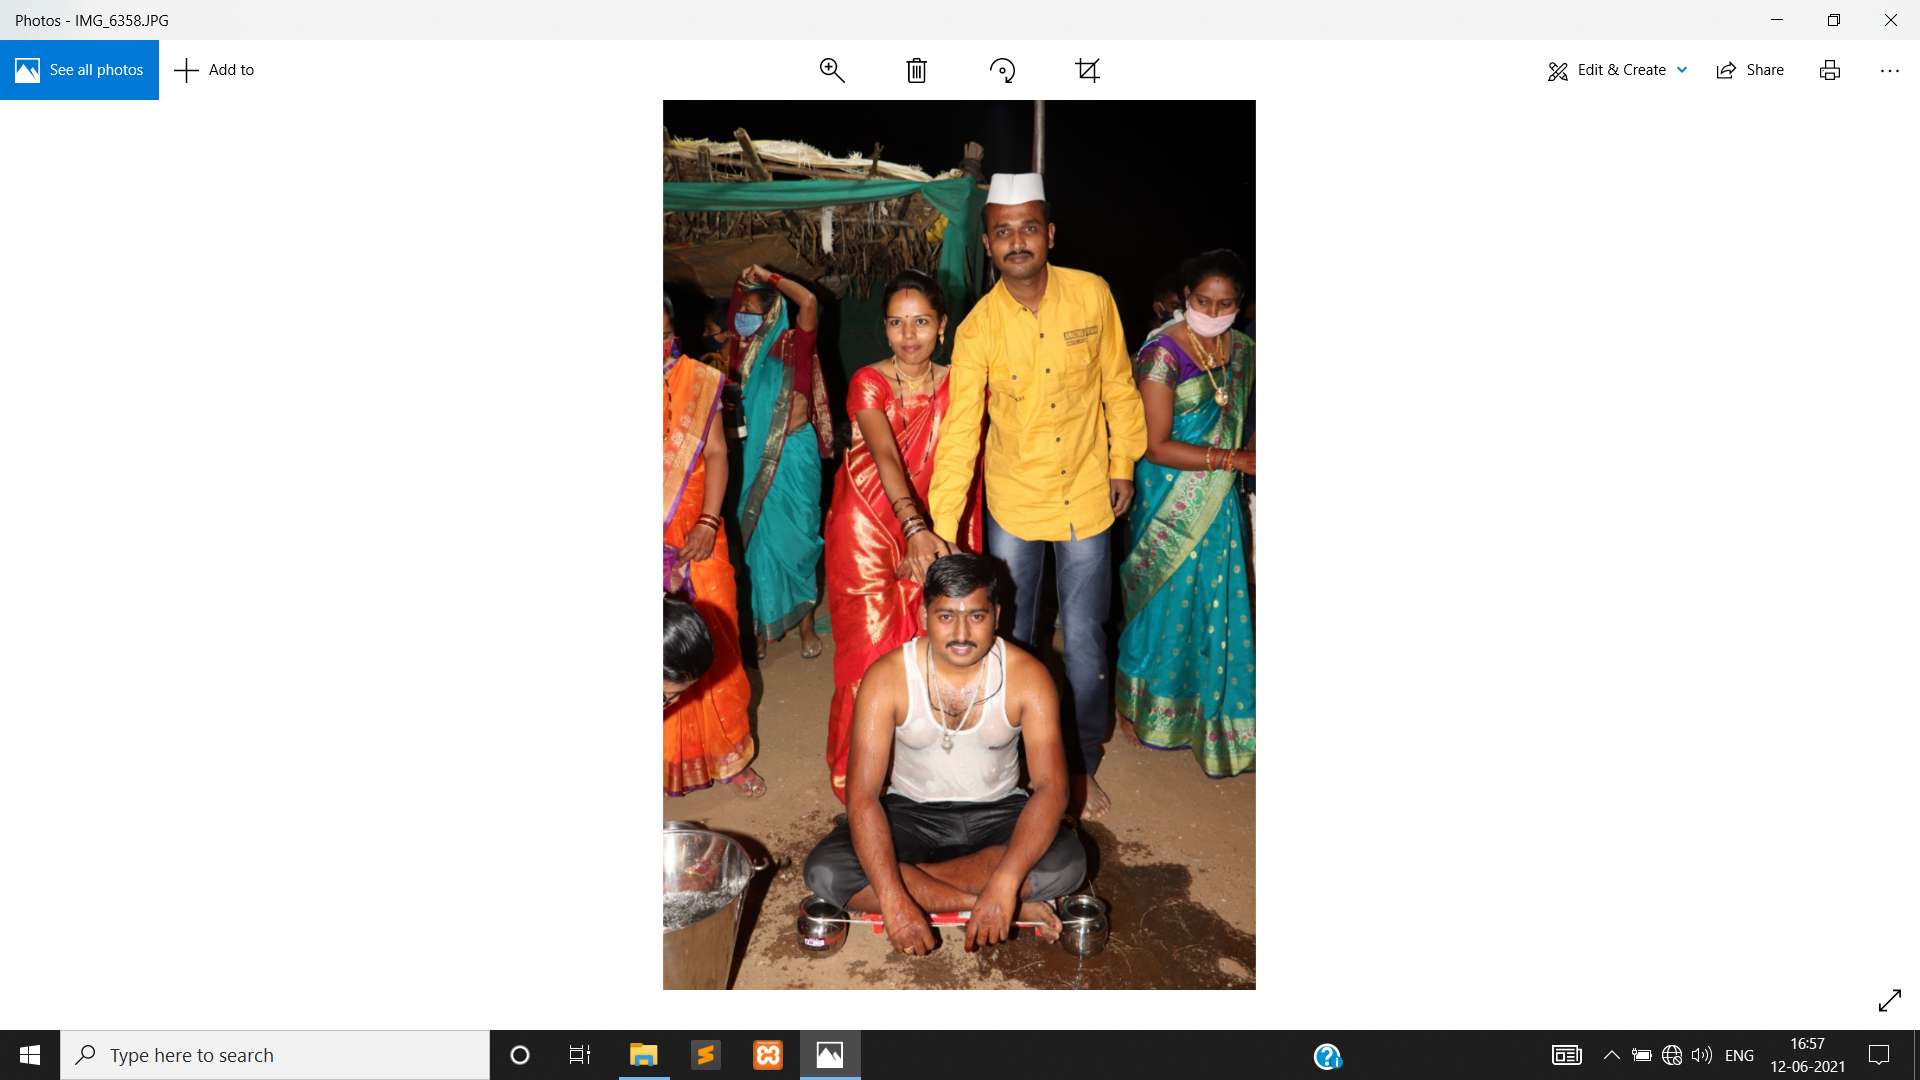 Photos - IMG_6358.JPG
See all photos
Add to
Edit & Create
Share
Type here to search
ENG
16:57
12-06-2021